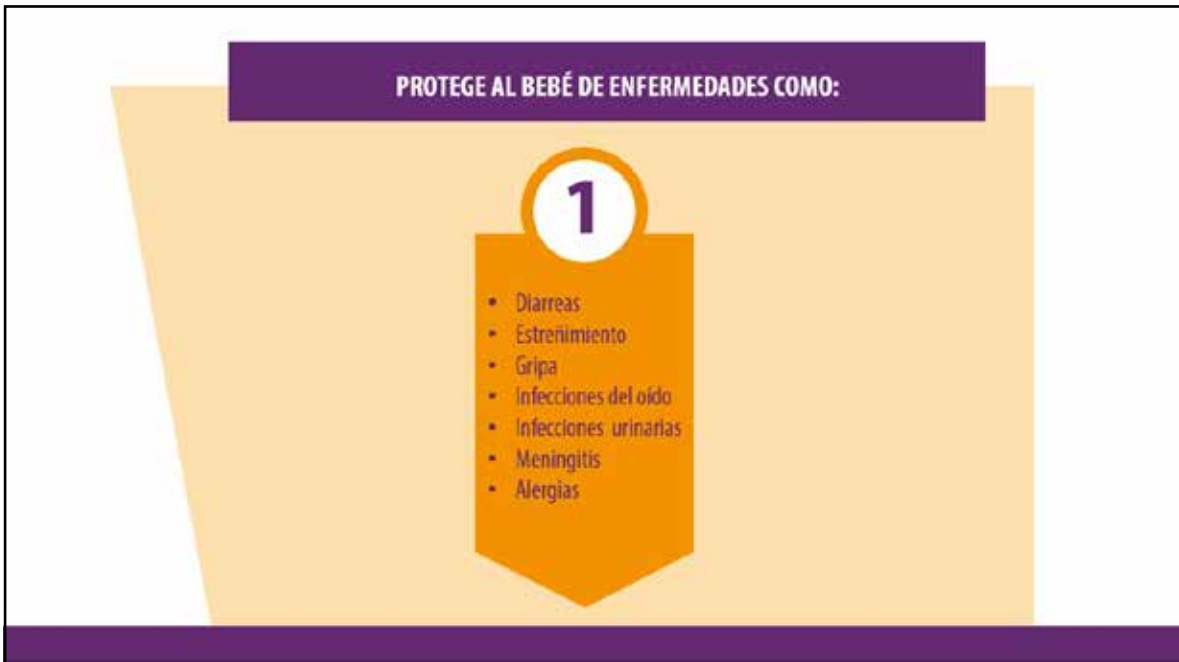 PROTEGE AL BEBÉ DE ENFERMEDADES COMO:
1
• Diarreas
• Estreñimiento
• Gripa
• Infecciones del oído
• Infecciones urinarias
• Meningitis
• Alergias